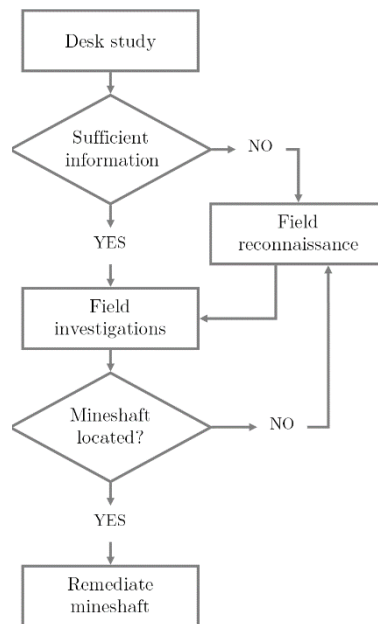 Desk study
Sufficient
information
NO
Field
reconnaissance
YES
Field
investigations
Mineshaft
located?
NO
YES
Remediate
mineshaft